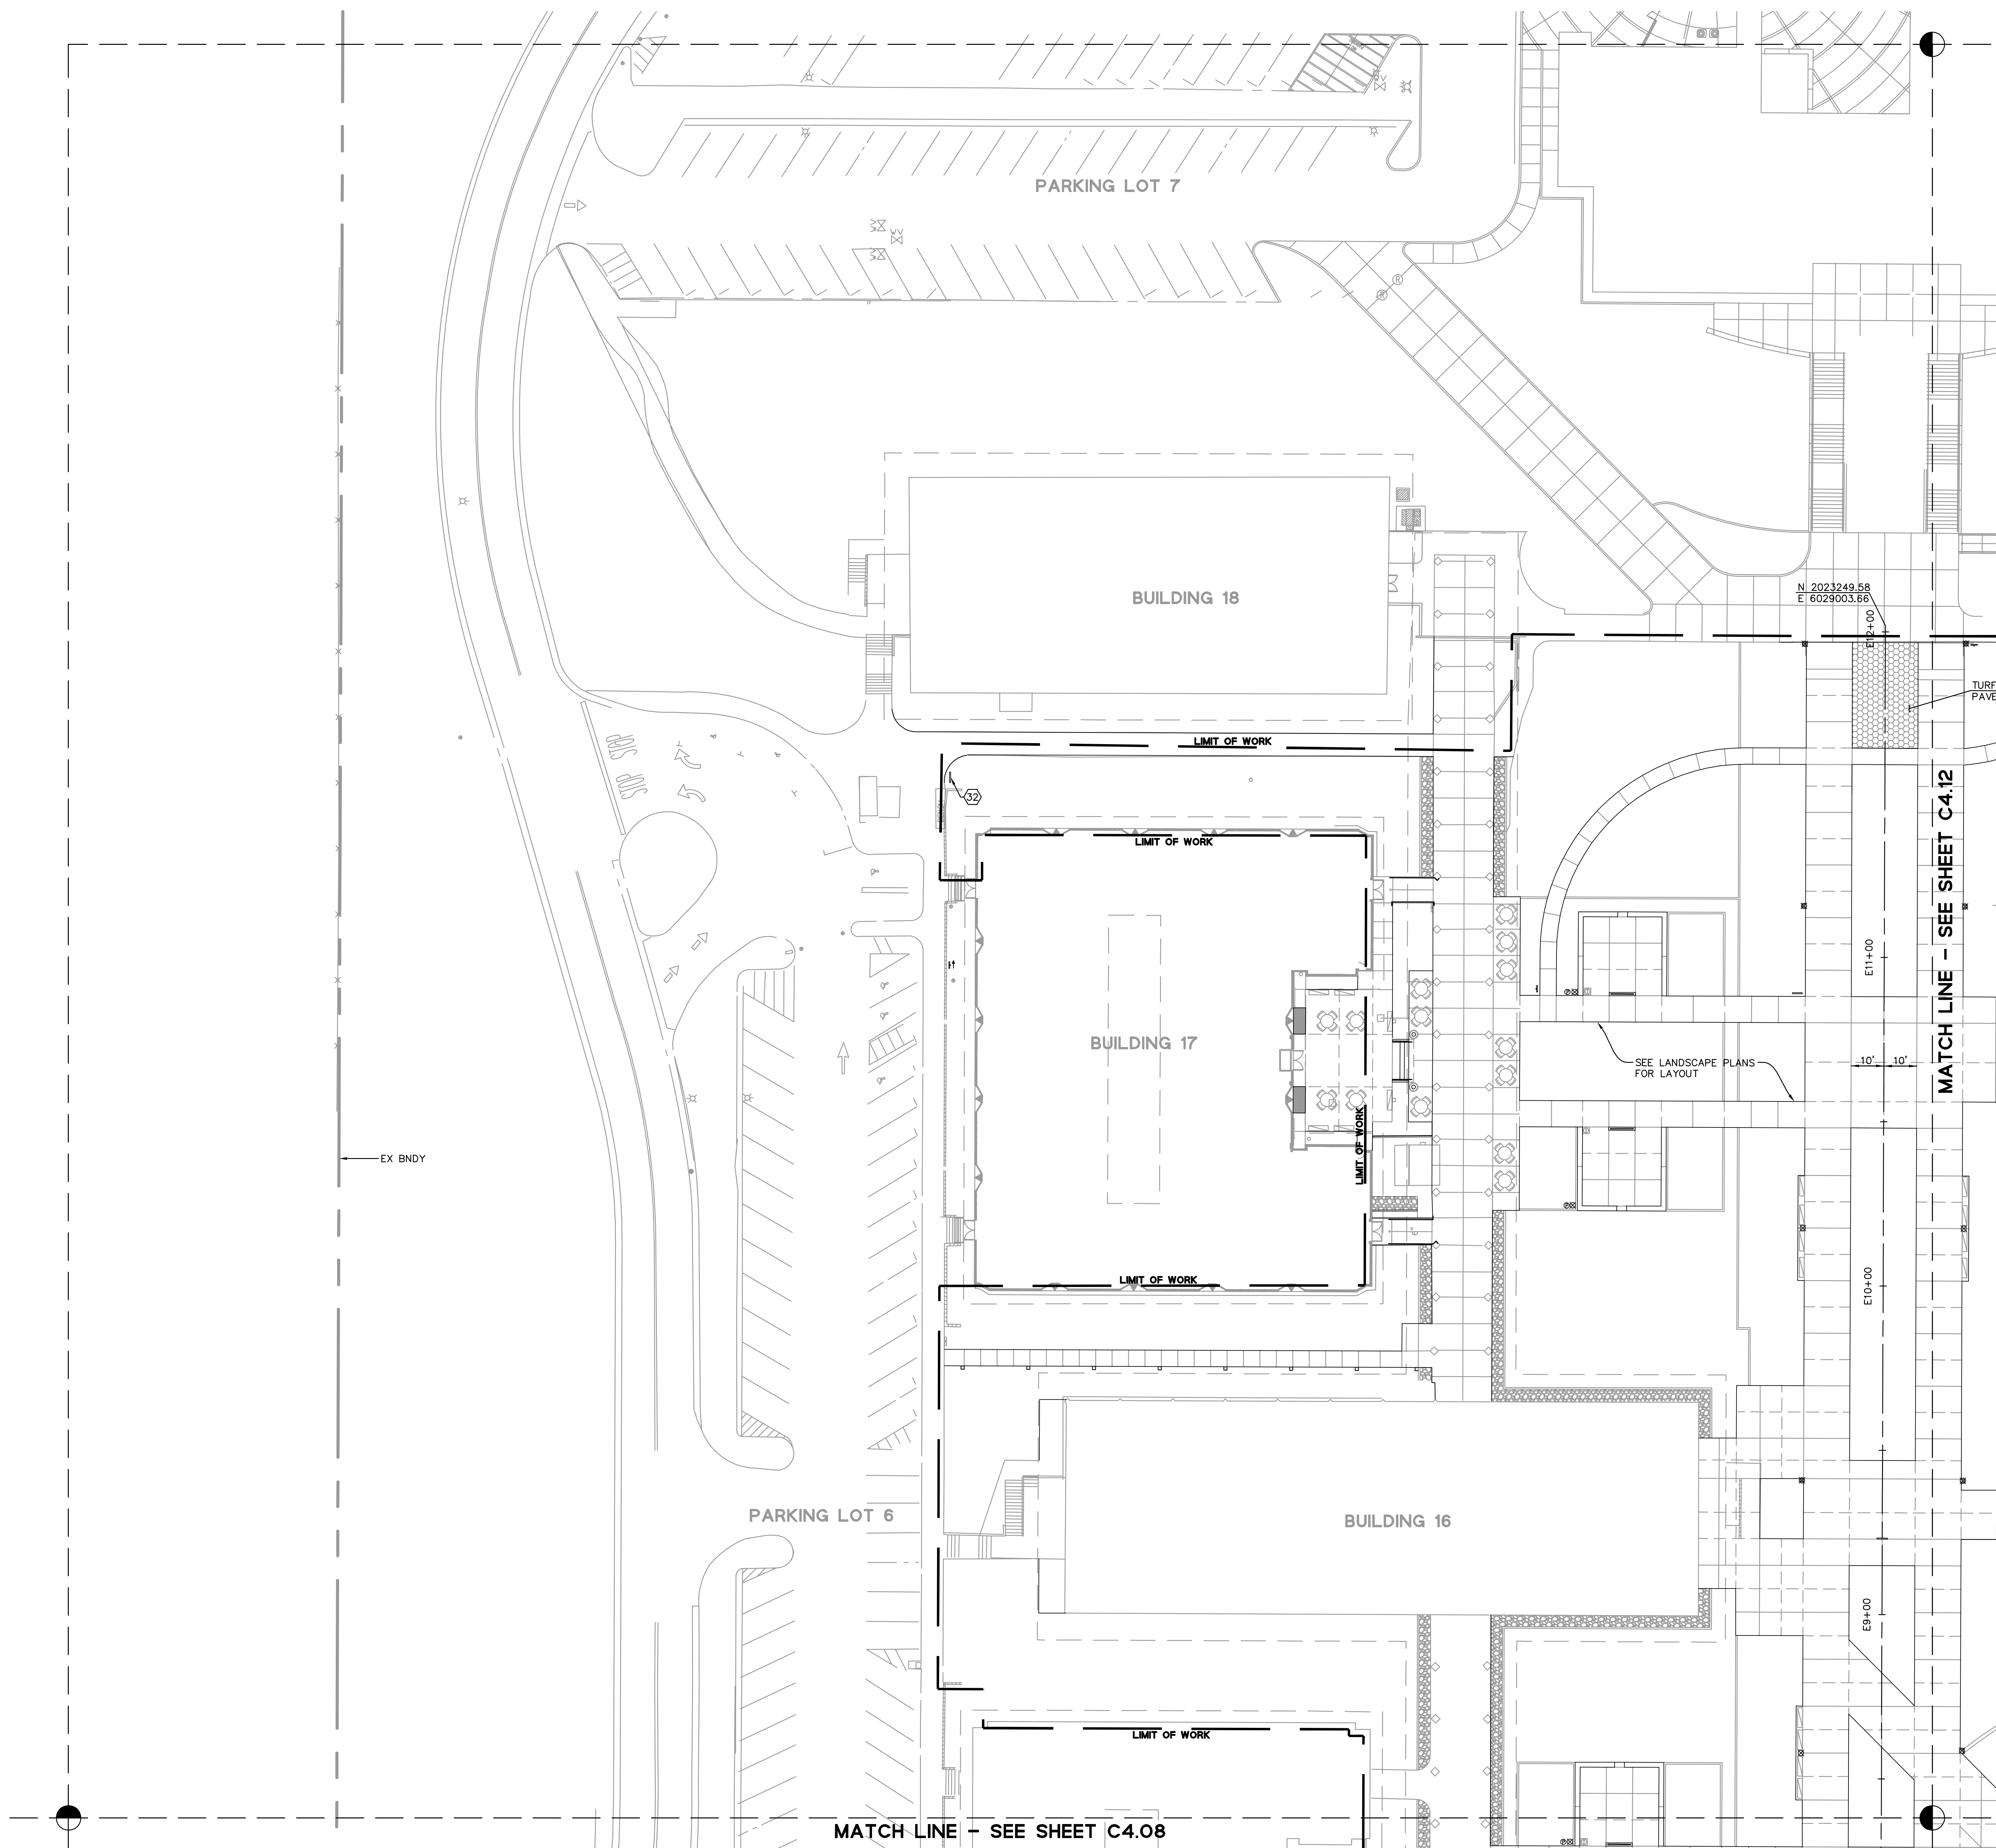 PARKING LOT 7
BUILDING 18
N 2023249.58
E 6029003.66
E12+00
TURF
PAVE
LIMIT OF WORK
STOP
STOP
32
LIMIT OF WORK
MATCH LINE - SEE SHEET C4.12
E11+00
BUILDING 17
SEE LANDSCAPE PLANS
FOR LAYOUT
10' 10'
LIMIT OF WORK
EX BNDY
LIMIT OF WORK
E10+00
PARKING LOT 6
BUILDING 16
E9+00
LIMIT OF WORK
MATCH LINE - SEE SHEET C4.08